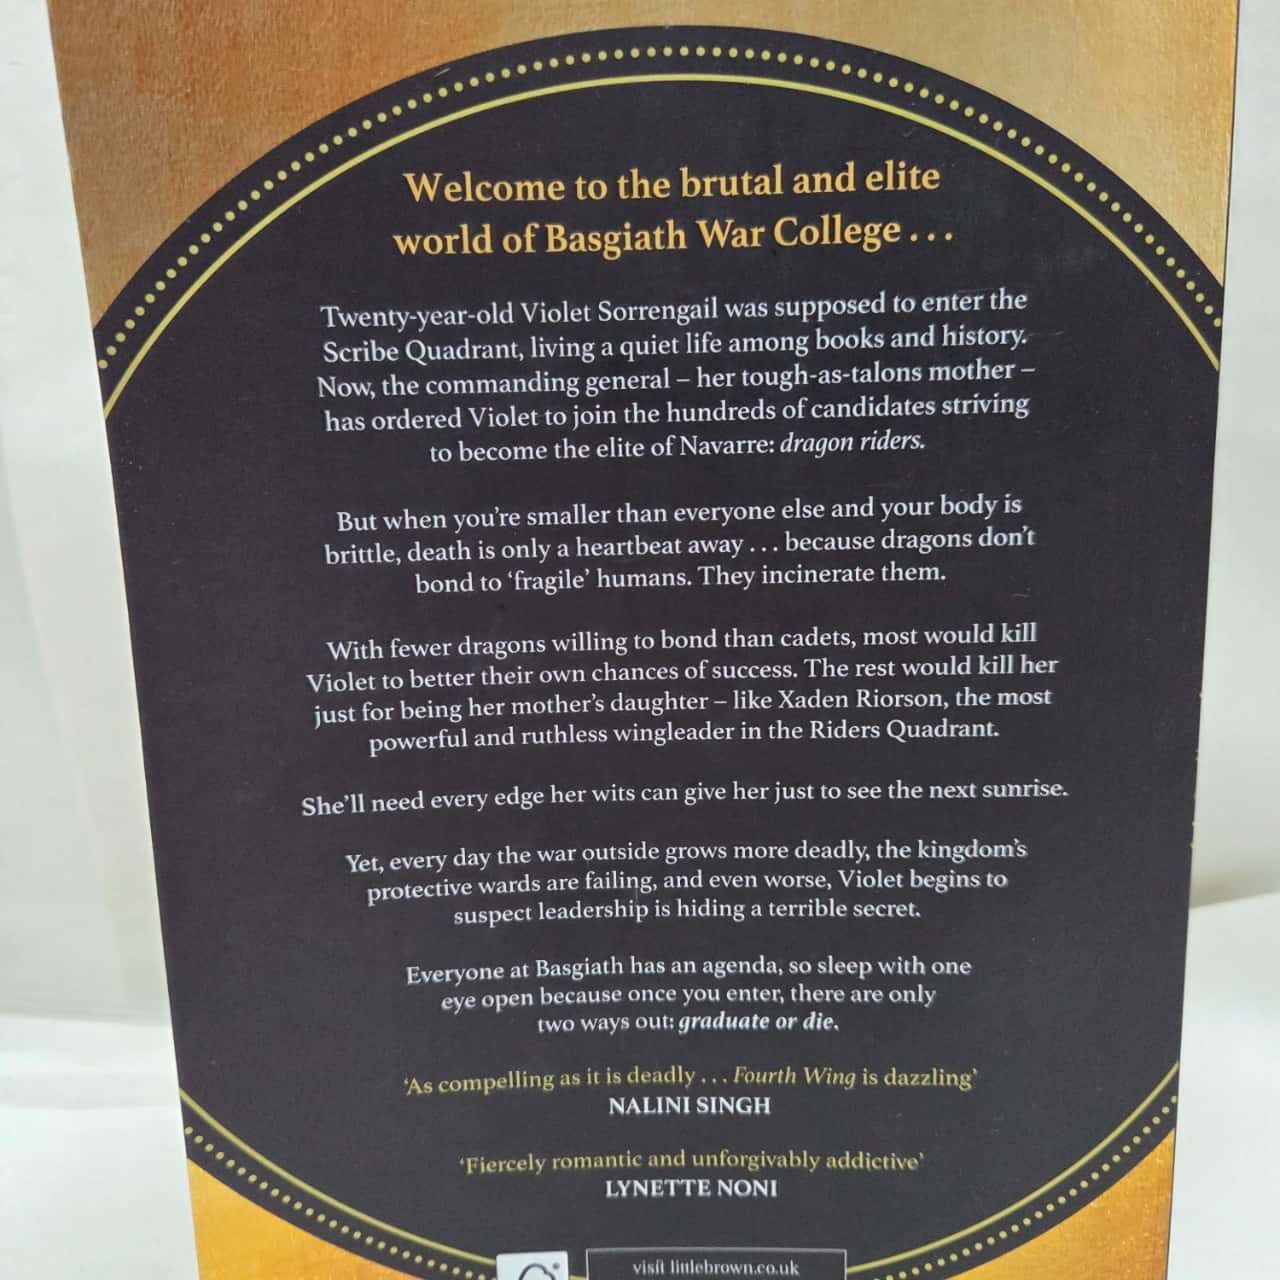 Welcome to the brutal and elite
world of Basgiath War College . . .
Twenty-year-old Violet Sorrengail was supposed to enter the
Scribe Quadrant, living a quiet life among books and history.
Now, the commanding general – her tough-as-talons mother –
has ordered Violet to join the hundreds of candidates striving
to become the elite of Navarre: dragon riders.
But when you’re smaller than everyone else and your body is
brittle, death is only a heartbeat away . . . because dragons don’t
bond to ‘fragile’ humans. They incinerate them.
With fewer dragons willing to bond than cadets, most would kill
Violet to better their own chances of success. The rest would kill her
just for being her mother’s daughter – like Xaden Riorson, the most
powerful and ruthless wingleader in the Riders Quadrant.
She’ll need every edge her wits can give her just to see the next sunrise.
Yet, every day the war outside grows more deadly, the kingdom’s
protective wards are failing, and even worse, Violet begins to
suspect leadership is hiding a terrible secret.
Everyone at Basgiath has an agenda, so sleep with one
eye open because once you enter, there are only
two ways out: graduate or die.
‘As compelling as it is deadly . . . Fourth Wing is dazzling’
NALINI SINGH
‘Fiercely romantic and unforgivably addictive’
LYNETTE NONI
visit littlebrown.co.uk